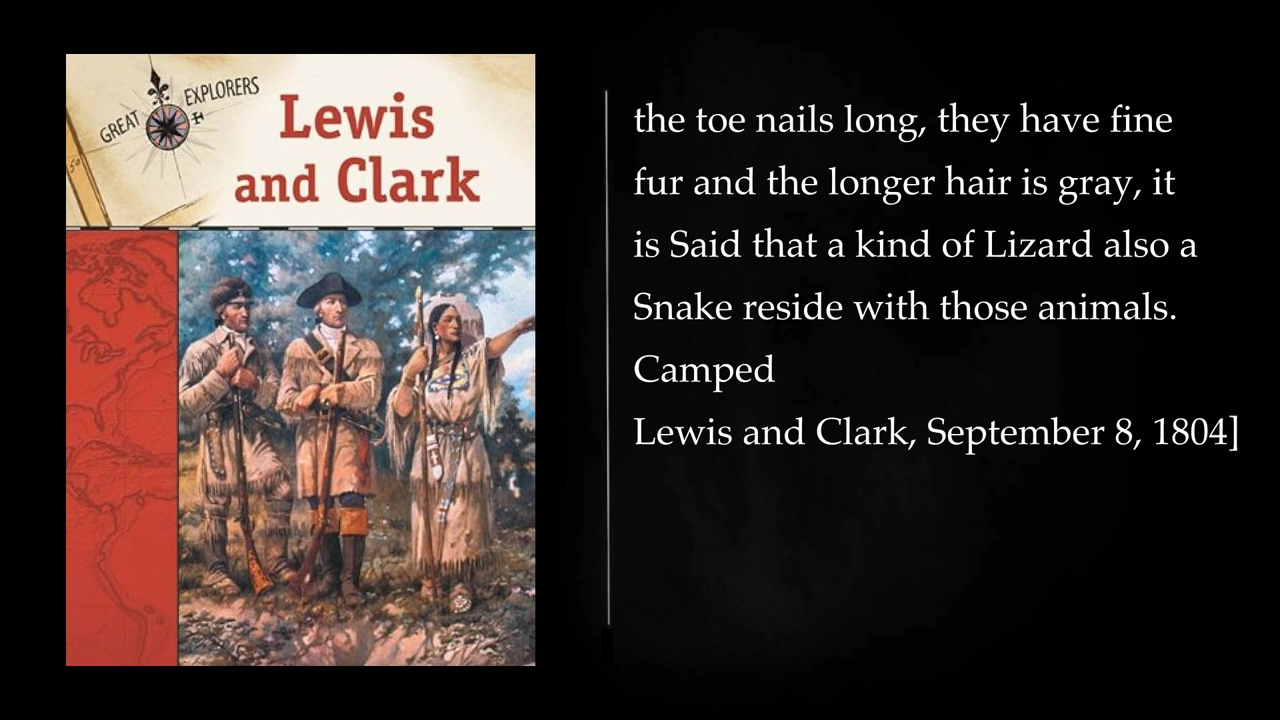 GREAT EXPLORERS
Lewis
and Clark
50
the toe nails long, they have fine
fur and the longer hair is gray, it
is Said that a kind of Lizard also a
Snake reside with those animals.
Camped
Lewis and Clark, September 8, 1804]